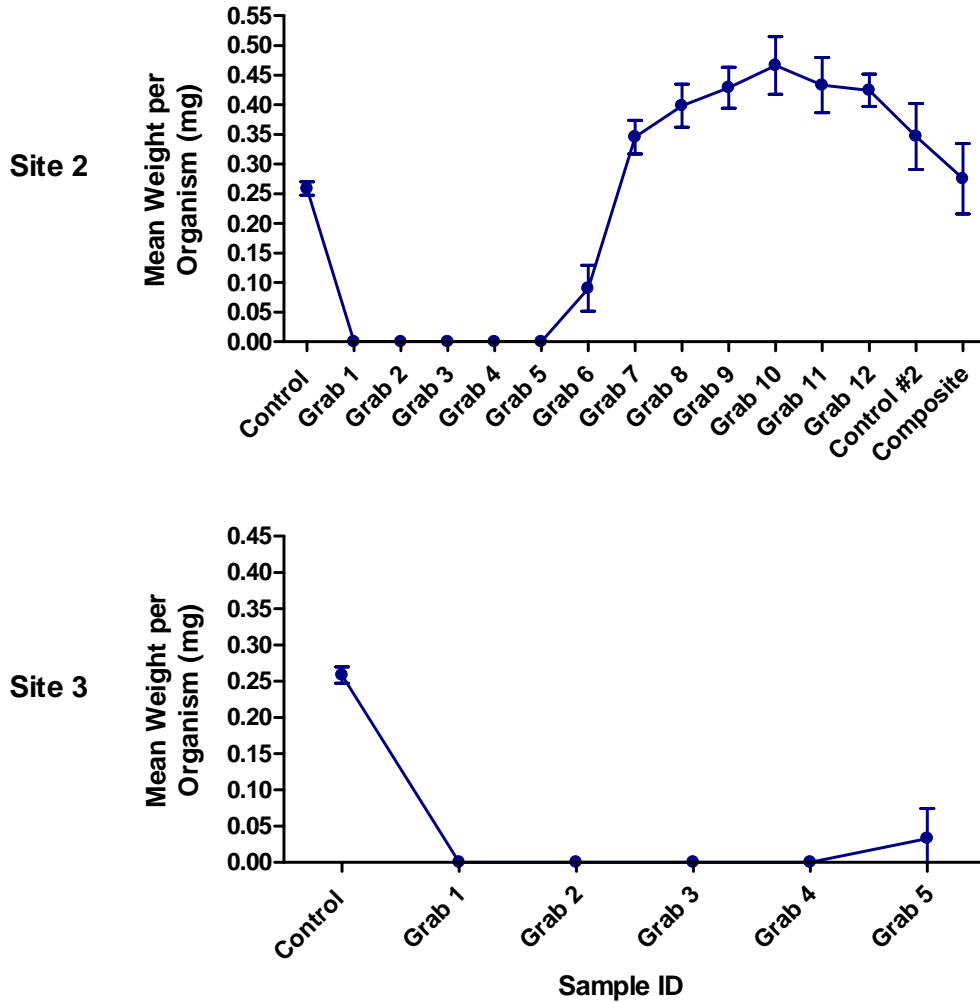 Site 2
Mean Weight per
Organism (mg)
0.55
0.50
0.45
0.40
0.35
0.30
0.25
0.20
0.15
0.10
0.05
0.00
Control
Grab 1
Grab 2
Grab 3
Grab 4
Grab 5
Grab 6
Grab 7
Grab 8
Grab 9
Grab 10
Grab 11
Grab 12
Control #2
Composite
Site 3
Mean Weight per
Organism (mg)
0.45
0.40
0.35
0.30
0.25
0.20
0.15
0.10
0.05
0.00
Control
Grab 1
Grab 2
Grab 3
Grab 4
Grab 5
Sample ID